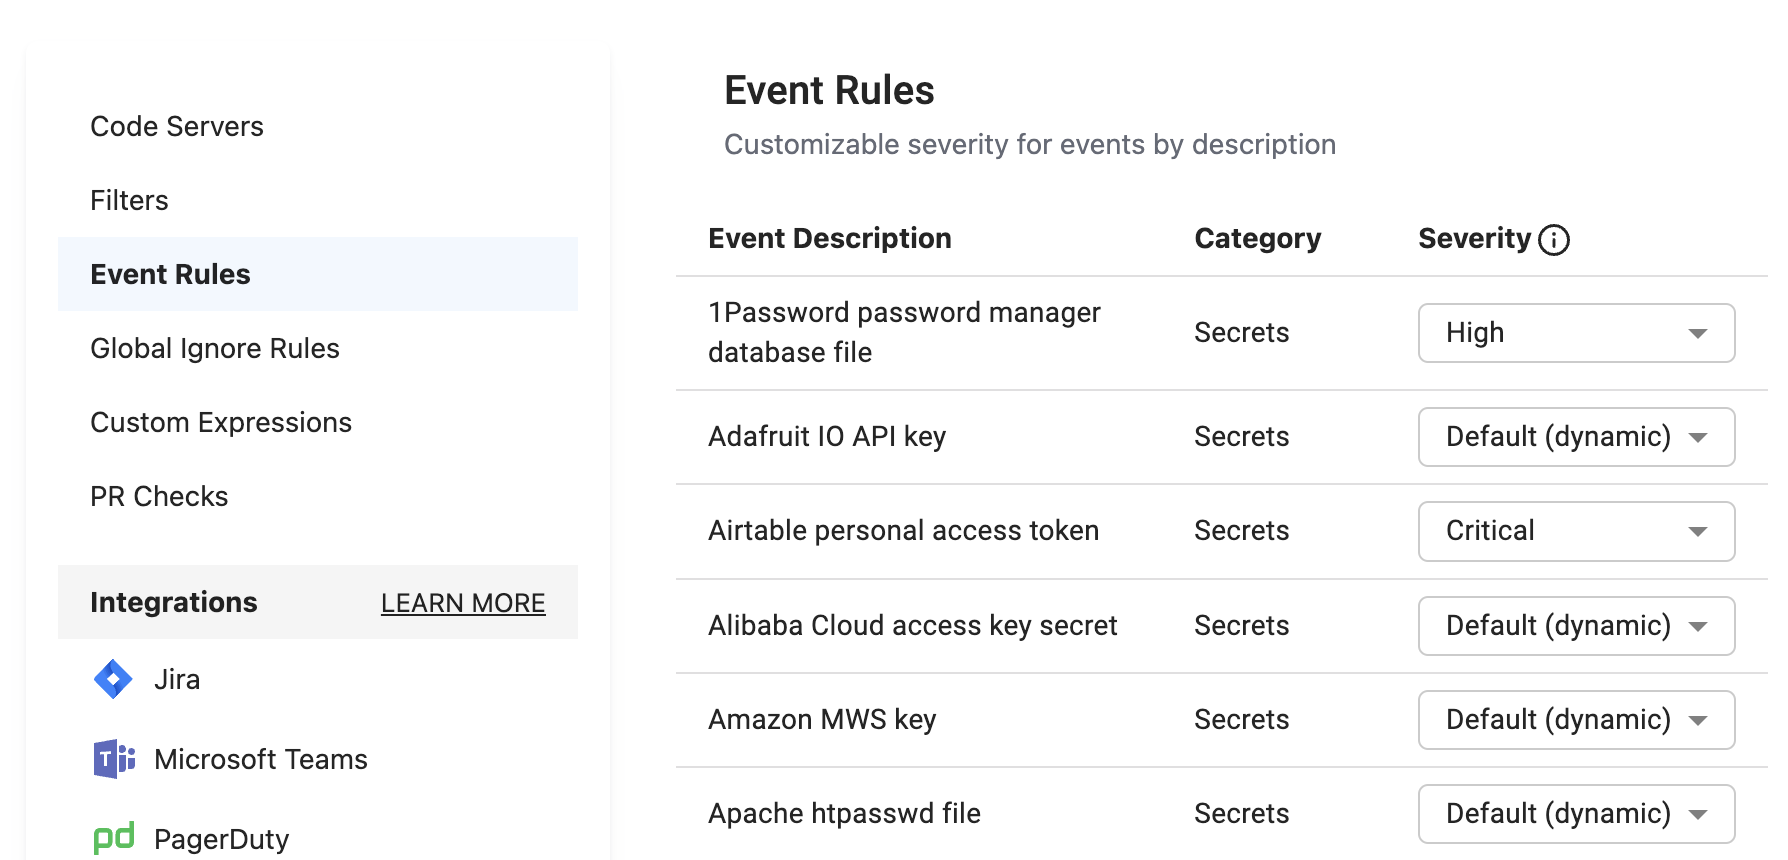 Code Servers
Filters
Event Rules
Global Ignore Rules
Custom Expressions
PR Checks
Integrations LEARN MORE
Jira
Microsoft Teams
PagerDuty
Event Rules
Customizable severity for events by description
Event Description Category Severity
1Password password manager
database file Secrets High
Adafruit IO API key Secrets Default (dynamic)
Airtable personal access token Secrets Critical
Alibaba Cloud access key secret Secrets Default (dynamic)
Amazon MWS key Secrets Default (dynamic)
Apache htpasswd file Secrets Default (dynamic)